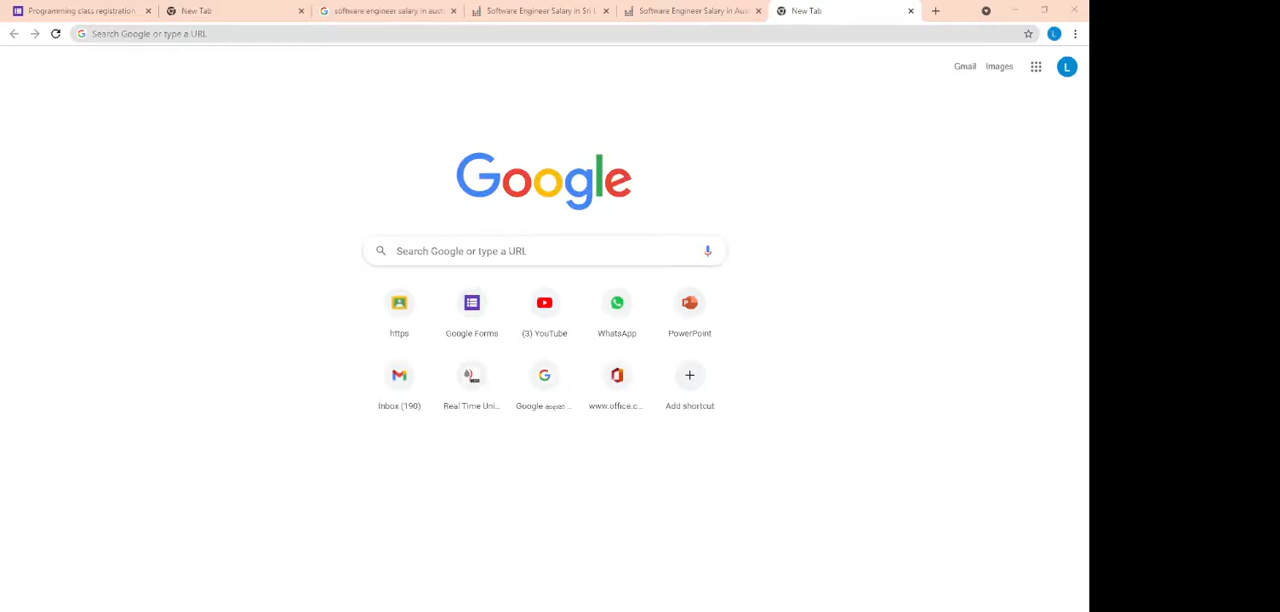 Programming class registration
New Tab
software engineer salary in aust
Software Engineer Salary in Sri L
Software Engineer Salary in Aus
New Tab
Search Google or type a URL
L
Gmail
Images
L
Google
Search Google or type a URL
https
Google Forms
(3) YouTube
WhatsApp
PowerPoint
Inbox (190)
Real Time Uni...
Google ...
www.office.c...
Add shortcut